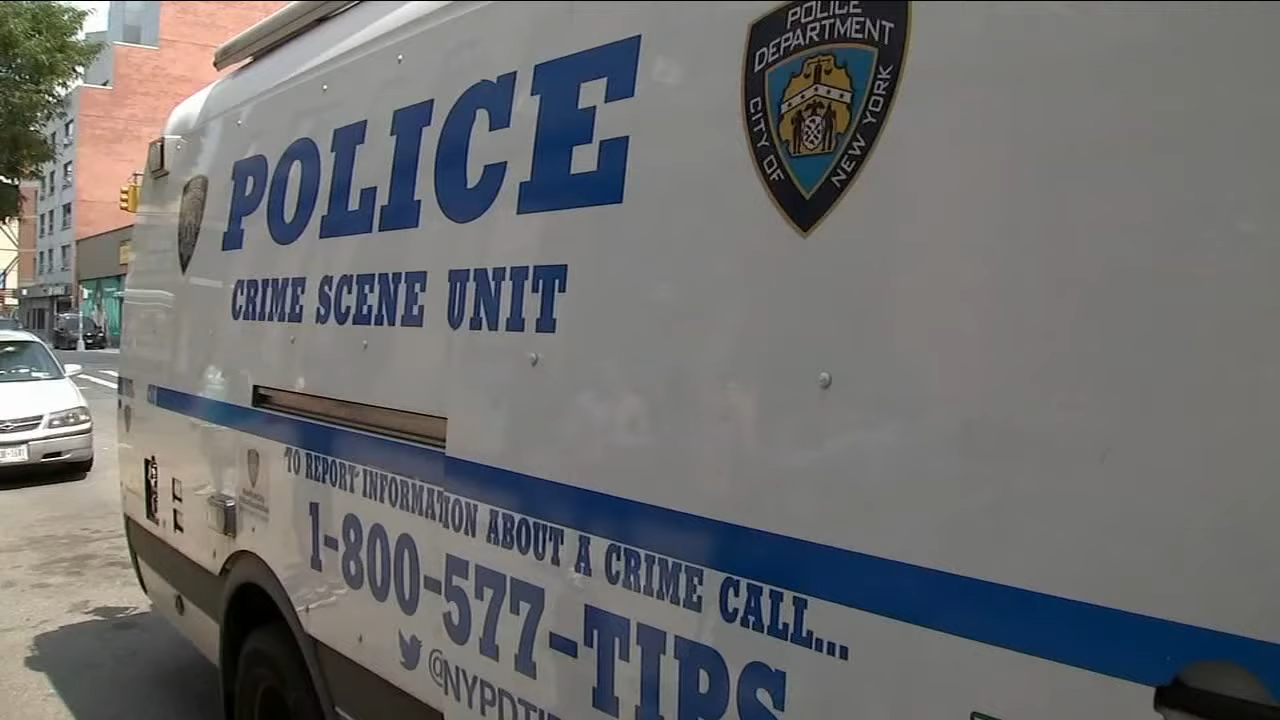 POLICE
DEPARTMENT
CITY OF
NEW YORK
POLICE
CRIME SCENE UNIT
TO REPORT INFORMATION ABOUT A CRIME CALL...
1-800-577-TIPS